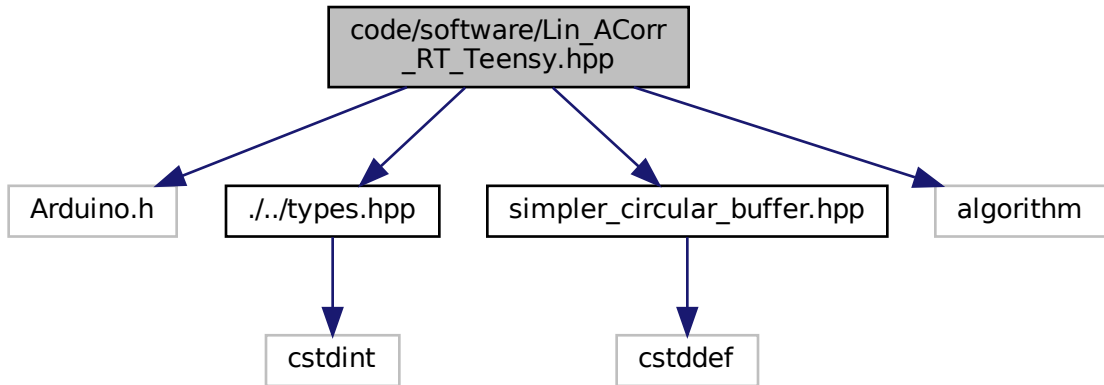 code/software/Lin_ACorr
_RT_Teensy.hpp
Arduino.h
./../types.hpp
simpler_circular_buffer.hpp
algorithm
cstdint
cstddef